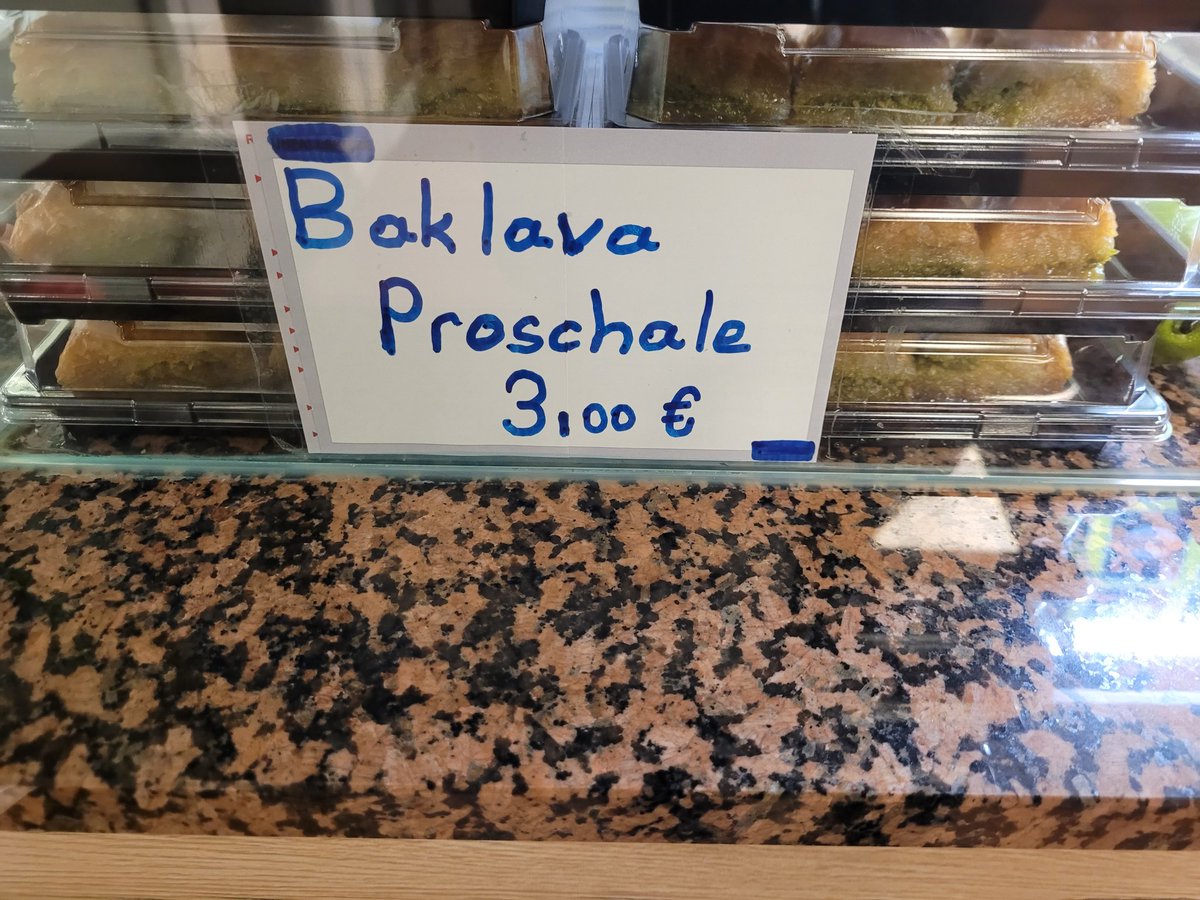 Baklava
Proschale
3,00 €